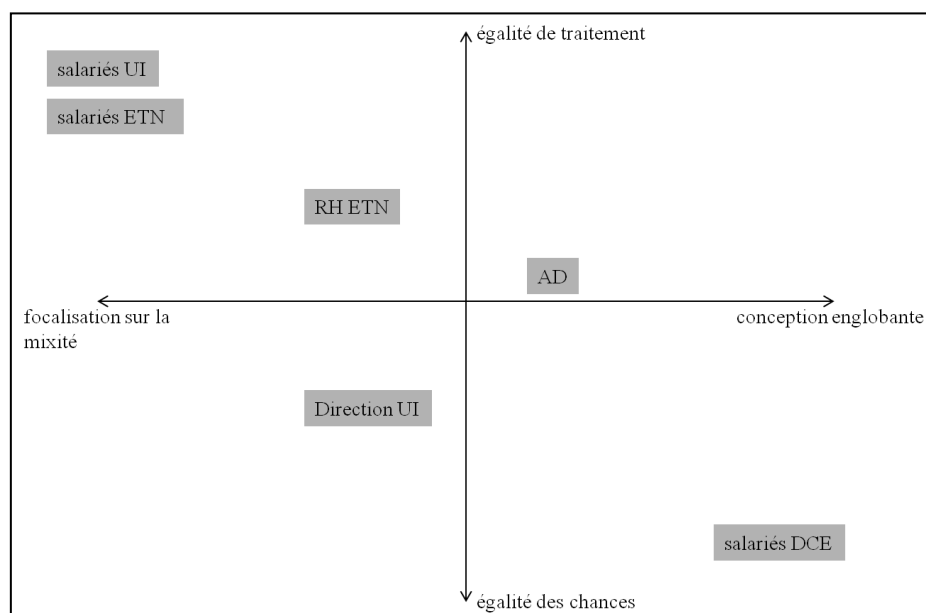 égalité de traitement
salariés UI
salariés ETN
RH ETN
AD
focalisation sur la
mixité
conception englobante
Direction UI
salariés DCE
égalité des chances